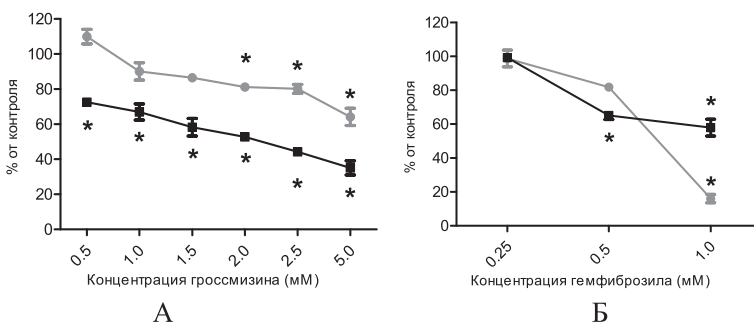 120
100
80
60
40
20
0
% от контроля
* * *
* * * * * *
0.5 1.0 1.5 2.0 2.5 5.0
Концентрация гроссмизина (мМ)
А
120
100
80
60
40
20
0
% от контроля
*
* *
0.25 0.5 1.0
Концентрация гемфиброзила (мМ)
Б